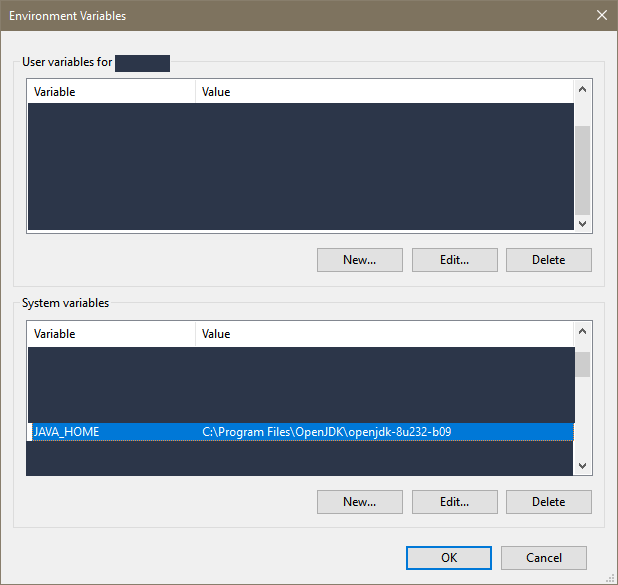 Environment Variables
User variables for
Variable Value
New... Edit... Delete
System variables
Variable Value
JAVA_HOME C:\Program Files\OpenJDK\openjdk-8u232-b09
New... Edit... Delete
OK Cancel